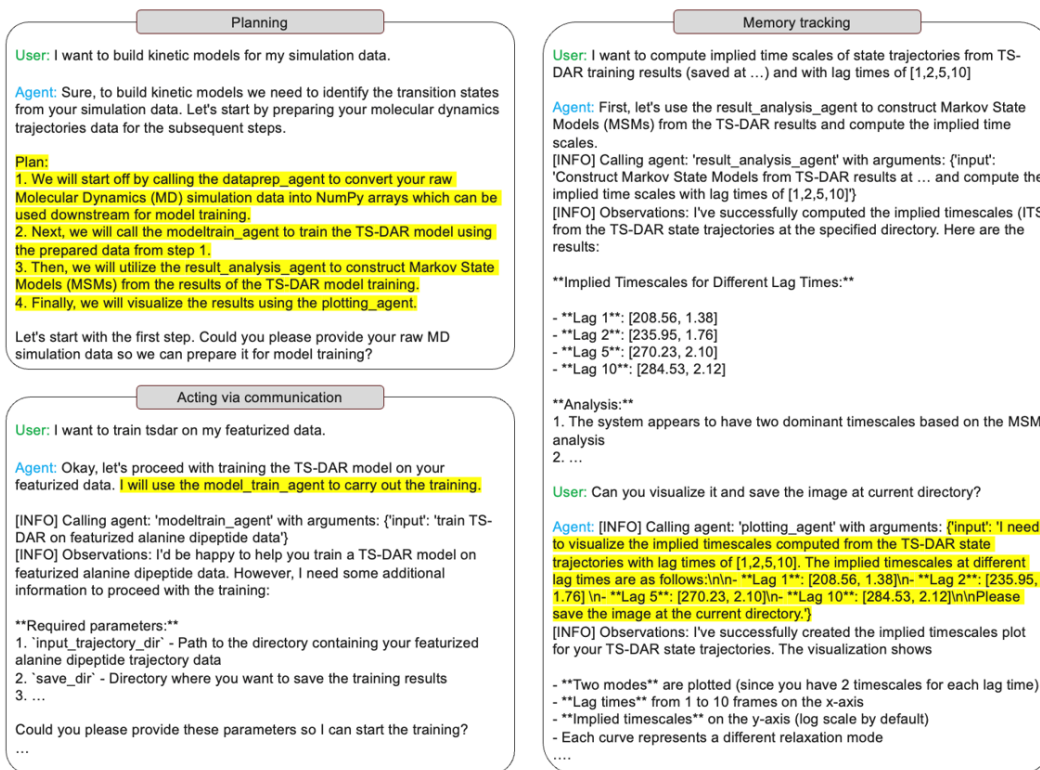 Planning
User: I want to build kinetic models for my simulation data.
Agent: Sure, to build kinetic models we need to identify the transition states
from your simulation data. Let's start by preparing your molecular dynamics
trajectories data for the subsequent steps.
Plan:
1. We will start off by calling the dataprep_agent to convert your raw
Molecular Dynamics (MD) simulation data into NumPy arrays which can be
used downstream for model training.
2. Next, we will call the modeltrain_agent to train the TS-DAR model using
the prepared data from step 1.
3. Then, we will utilize the result_analysis_agent to construct Markov State
Models (MSMs) from the results of the TS-DAR model training.
4. Finally, we will visualize the results using the plotting_agent.
Let's start with the first step. Could you please provide your raw MD
simulation data so we can prepare it for model training?
Acting via communication
User: I want to train tsdar on my featurized data.
Agent: Okay, let's proceed with training the TS-DAR model on your
featurized data. I will use the model_train_agent to carry out the training.
[INFO] Calling agent: 'modeltrain_agent' with arguments: {'input': 'train TS-
DAR on featurized alanine dipeptide data'}
[INFO] Observations: I'd be happy to help you train a TS-DAR model on
featurized alanine dipeptide data. However, I need some additional
information to proceed with the training:
**Required parameters:**
1. `input_trajectory_dir` - Path to the directory containing your featurized
alanine dipeptide trajectory data
2. `save_dir` - Directory where you want to save the training results
3. ...
Could you please provide these parameters so I can start the training?
...
Memory tracking
User: I want to compute implied time scales of state trajectories from TS-
DAR training results (saved at ...) and with lag times of [1,2,5,10]
Agent: First, let's use the result_analysis_agent to construct Markov State
Models (MSMs) from the TS-DAR results and compute the implied time
scales.
[INFO] Calling agent: 'result_analysis_agent' with arguments: {'input':
'Construct Markov State Models from TS-DAR results at ... and compute the
implied time scales with lag times of [1,2,5,10]'}
[INFO] Observations: I've successfully computed the implied timescales (ITS
from the TS-DAR state trajectories at the specified directory. Here are the
results:
**Implied Timescales for Different Lag Times:**
- **Lag 1**: [208.56, 1.38]
- **Lag 2**: [235.95, 1.76]
- **Lag 5**: [270.23, 2.10]
- **Lag 10**: [284.53, 2.12]
**Analysis:**
1. The system appears to have two dominant timescales based on the MSM
analysis
2. ...
User: Can you visualize it and save the image at current directory?
Agent: [INFO] Calling agent: 'plotting_agent' with arguments: {'input': 'I need
to visualize the implied timescales computed from the TS-DAR state
trajectories with lag times of [1,2,5,10]. The implied timescales at different
lag times are as follows:\n\n- **Lag 1**: [208.56, 1.38]\n- **Lag 2**: [235.95,
1.76] \n- **Lag 5**: [270.23, 2.10]\n- **Lag 10**: [284.53, 2.12]\n\nPlease
save the image at the current directory.'}
[INFO] Observations: I've successfully created the implied timescales plot
for your TS-DAR state trajectories. The visualization shows
- **Two modes** are plotted (since you have 2 timescales for each lag time)
- **Lag times** from 1 to 10 frames on the x-axis
- **Implied timescales** on the y-axis (log scale by default)
- Each curve represents a different relaxation mode
....